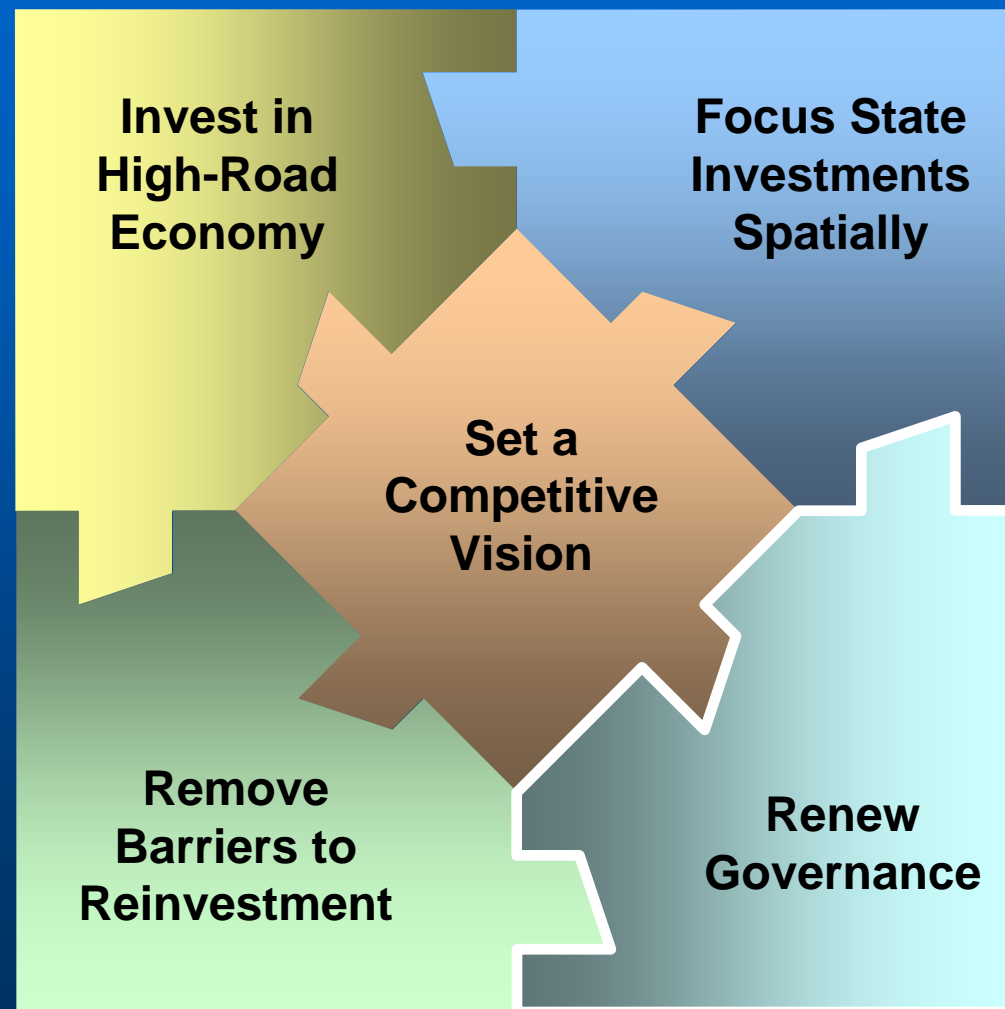 Invest in
High-Road
Economy
Focus State
Investments
Spatially
Set a
Competitive
Vision
Remove
Barriers to
Reinvestment
Renew
Governance